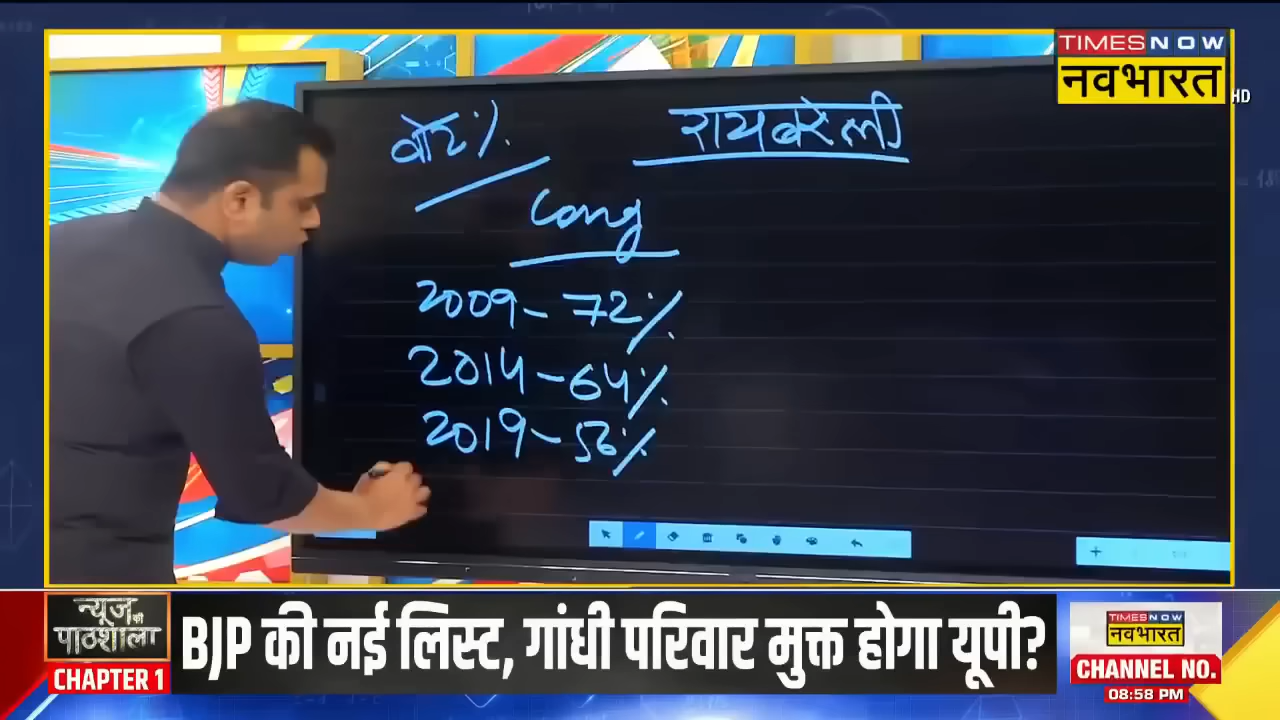 TIMES NOW
नवभारत
HD
वोट%
रायबरेली
Cong
2009 - 72%
2014 - 64%
2019 - 56%
न्यूज़ की
पाठशाला
CHAPTER 1
BJP की नई लिस्ट, गांधी परिवार मुक्त होगा यूपी?
TIMES NOW
नवभारत
CHANNEL NO.
08:58 PM